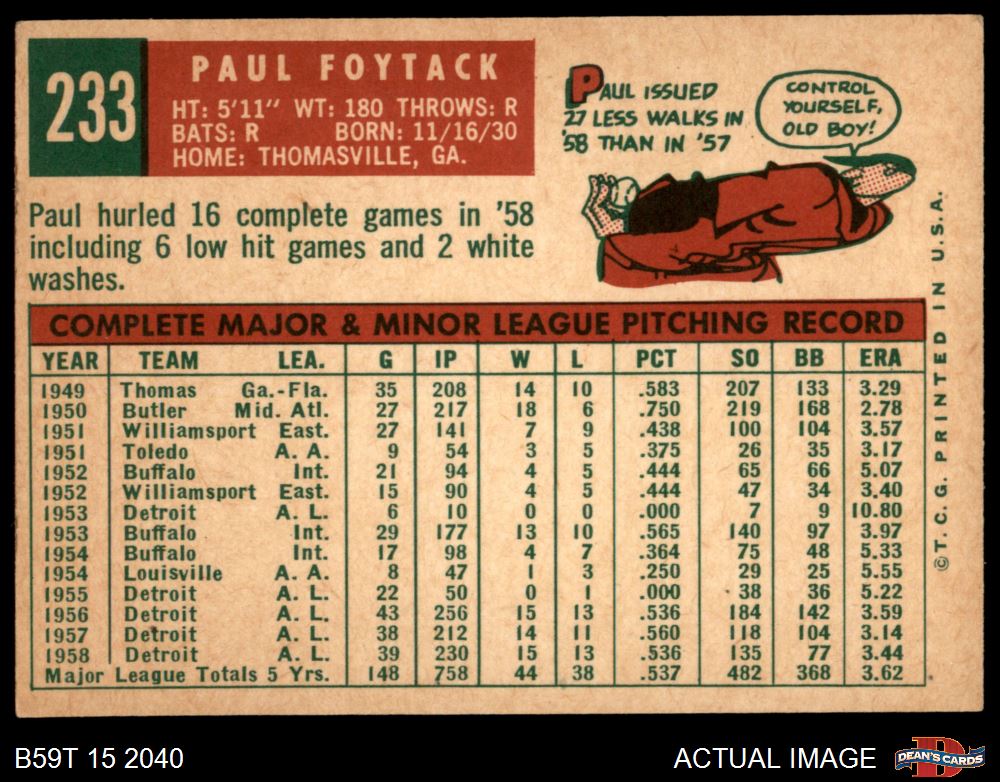 233
PAUL FOYTACK
HT: 5'11" WT: 180 THROWS: R
BATS: R BORN: 11/16/30
HOME: THOMASVILLE, GA.
PAUL ISSUED
27 LESS WALKS IN
'58 THAN IN '57
CONTROL
YOURSELF,
OLD BOY!
Paul hurled 16 complete games in '58
including 6 low hit games and 2 white
washes.
COMPLETE MAJOR & MINOR LEAGUE PITCHING RECORD
YEAR TEAM LEA. G IP W L PCT SO BB ERA
1949 Thomas Ga.-Fla. 35 208 14 10 .583 207 133 3.29
1950 Butler Mid. Atl. 27 217 18 6 .750 219 168 2.78
1951 Williamsport East. 27 141 7 9 .438 100 104 3.57
1951 Toledo A. A. 9 54 3 5 .375 26 35 3.17
1952 Buffalo Int. 21 94 4 5 .444 65 66 5.07
1952 Williamsport East. 15 90 4 5 .444 47 34 3.40
1953 Detroit A. L. 6 10 0 0 .000 7 9 10.80
1953 Buffalo Int. 29 177 13 10 .565 140 97 3.97
1954 Buffalo Int. 17 98 4 7 .364 75 48 5.33
1954 Louisville A. A. 8 47 1 3 .250 29 25 5.55
1955 Detroit A. L. 22 50 0 1 .000 38 36 5.22
1956 Detroit A. L. 43 256 15 13 .536 184 142 3.59
1957 Detroit A. L. 38 212 14 11 .560 118 104 3.14
1958 Detroit A. L. 39 230 15 13 .536 135 77 3.44
Major League Totals 5 Yrs. 148 758 44 38 .537 482 368 3.62
© T. C. G. PRINTED IN U.S.A.
B59T 15 2040
ACTUAL IMAGE
D
DEAN'S CARDS